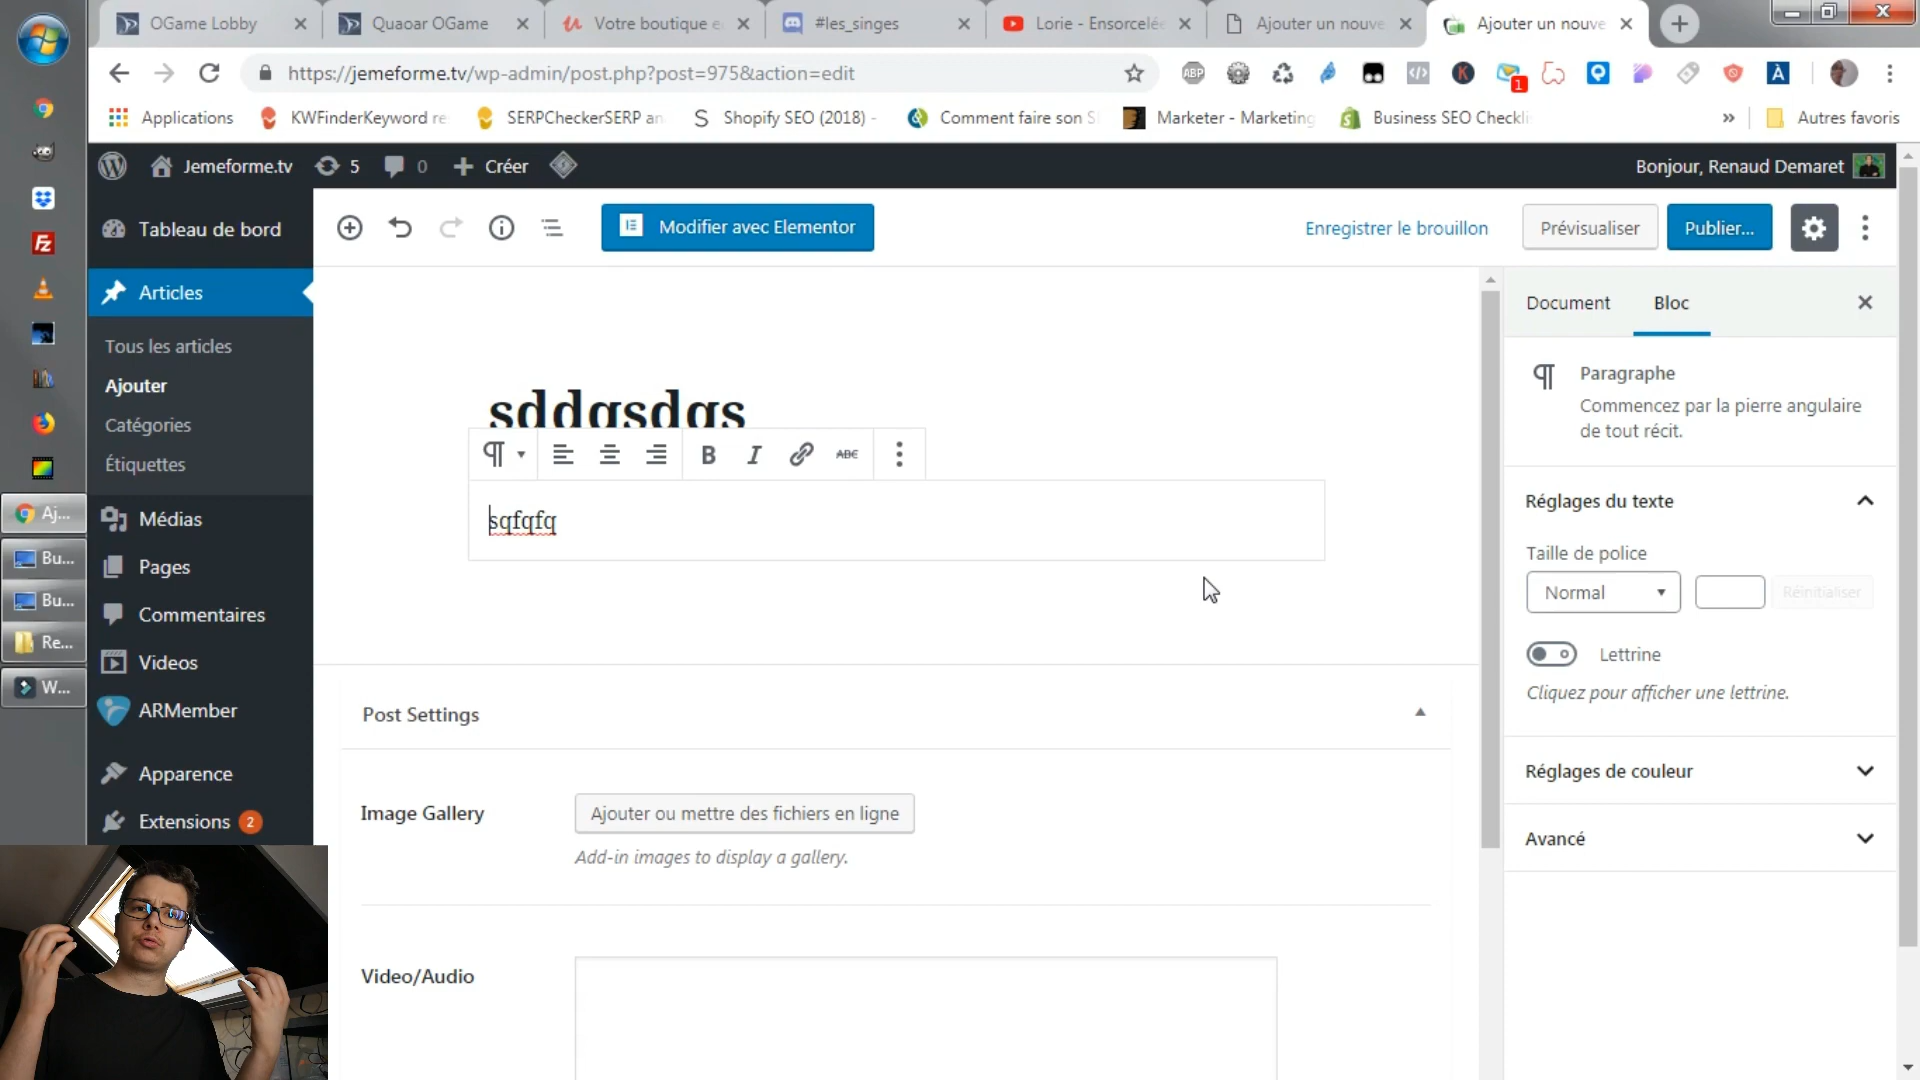 OGame Lobby
Quaoar OGame
Votre boutique e
#les_singes
Lorie - Ensorcelée
Ajouter un nouve
Ajouter un nouve
https://jemeforme.tv/wp-admin/post.php?post=975&action=edit
ABP
1
Applications
KWFinderKeyword re
SERPCheckerSERP an
Shopify SEO (2018) -
Comment faire son S
Marketer - Marketing
Business SEO Checkli
»
Autres favoris
Jemeforme.tv
5
0
Créer
Bonjour, Renaud Demaret
Tableau de bord
Modifier avec Elementor
Enregistrer le brouillon
Prévisualiser
Publier...
Articles
Tous les articles
Ajouter
Catégories
Étiquettes
Médias
Pages
Commentaires
Videos
ARMember
Apparence
Extensions 2
Aj...
Bu...
Bu...
Re...
W...
sddqsdqs
B I ABC
sqfqfq
Post Settings
Image Gallery
Ajouter ou mettre des fichiers en ligne
Add-in images to display a gallery.
Video/Audio
Document
Bloc
Paragraphe
Commencez par la pierre angulaire
de tout récit.
Réglages du texte
Taille de police
Normal
Réinitialiser
Lettrine
Cliquez pour afficher une lettrine.
Réglages de couleur
Avancé